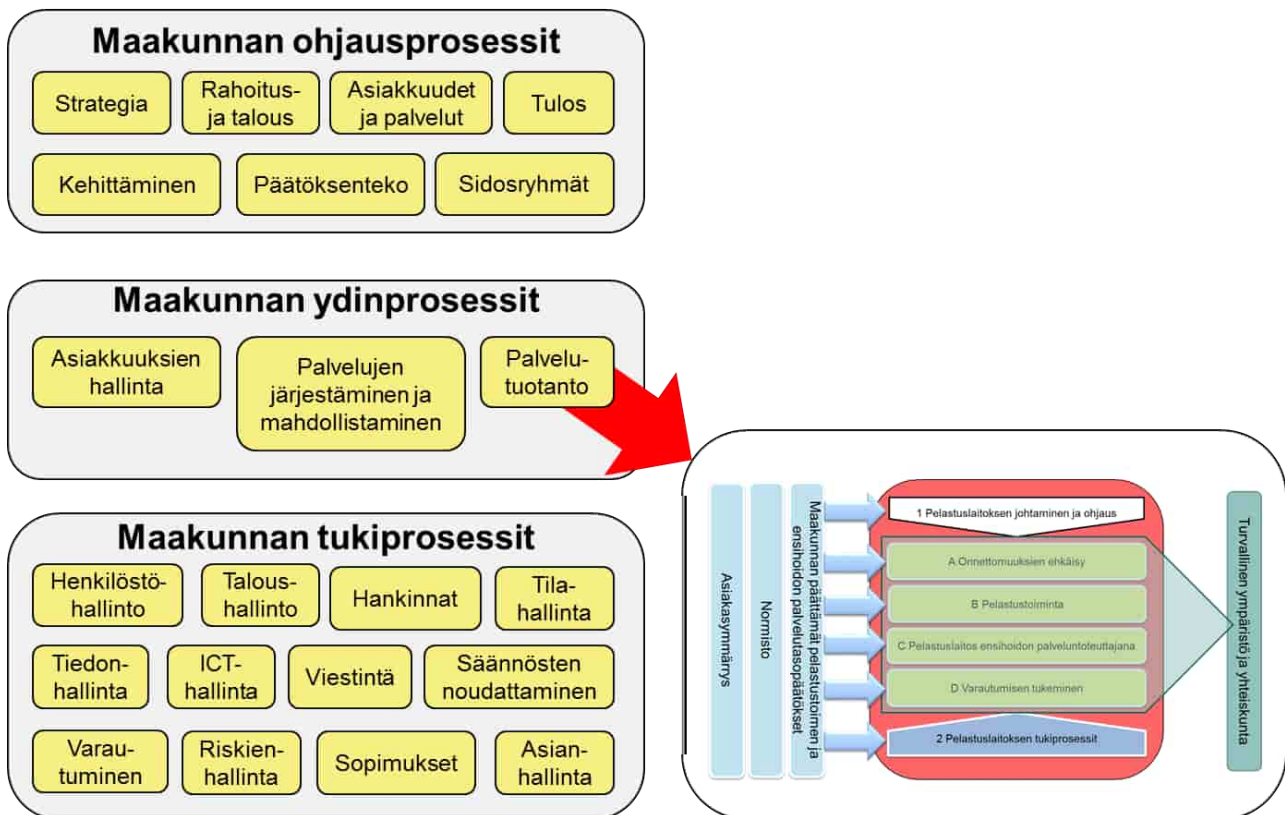 Maakunnan ohjausprosessit
Strategia
Rahoitus-
ja talous
Asiakkuudet
ja palvelut
Tulos
Kehittäminen
Päätöksenteko
Sidosryhmät
Maakunnan ydinprosessit
Asiakkuuksien
hallinta
Palvelujen
järjestäminen ja
mahdollistaminen
Palvelu-
tuotanto
Maakunnan tukiprosessit
Henkilöstö-
hallinto
Talous-
hallinto
Hankinnat
Tila-
hallinta
Tiedon-
hallinta
ICT-
hallinta
Viestintä
Säännösten
noudattaminen
Varau-
tuminen
Riskien-
hallinta
Sopimukset
Asian-
hallinta
Asiakasymmärrys
Normisto
Maakunnan päättämät pelastustoimen ja
ensihoidon palvelutasopäätökset
1 Pelastuslaitoksen johtaminen ja ohjaus
A Onnettomuuksien ehkäisy
B Pelastustoiminta
C Pelastuslaitos ensihoidon palveluntoteuttajana
D Varautumisen tukeminen
2 Pelastuslaitoksen tukiprosessit
Turvallinen ympäristö ja yhteiskunta